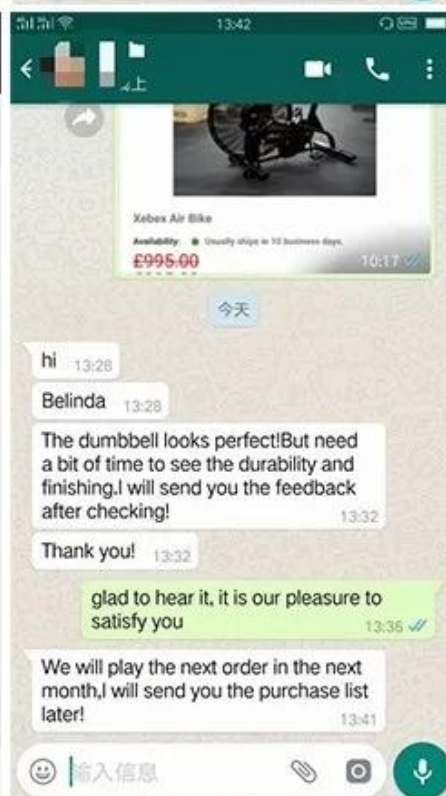 13:42
上
Xebex Air Bike
Availability: Usually ships in 10 business days.
£995.00
10:17
今天
hi 13:28
Belinda 13:28
The dumbbell looks perfect!But need
a bit of time to see the durability and
finishing.I will send you the feedback
after checking!
13:32
Thank you! 13:32
glad to hear it, it is our pleasure to
satisfy you
13:36
We will play the next order in the next
month,I will send you the purchase list
later!
13:41
输入信息